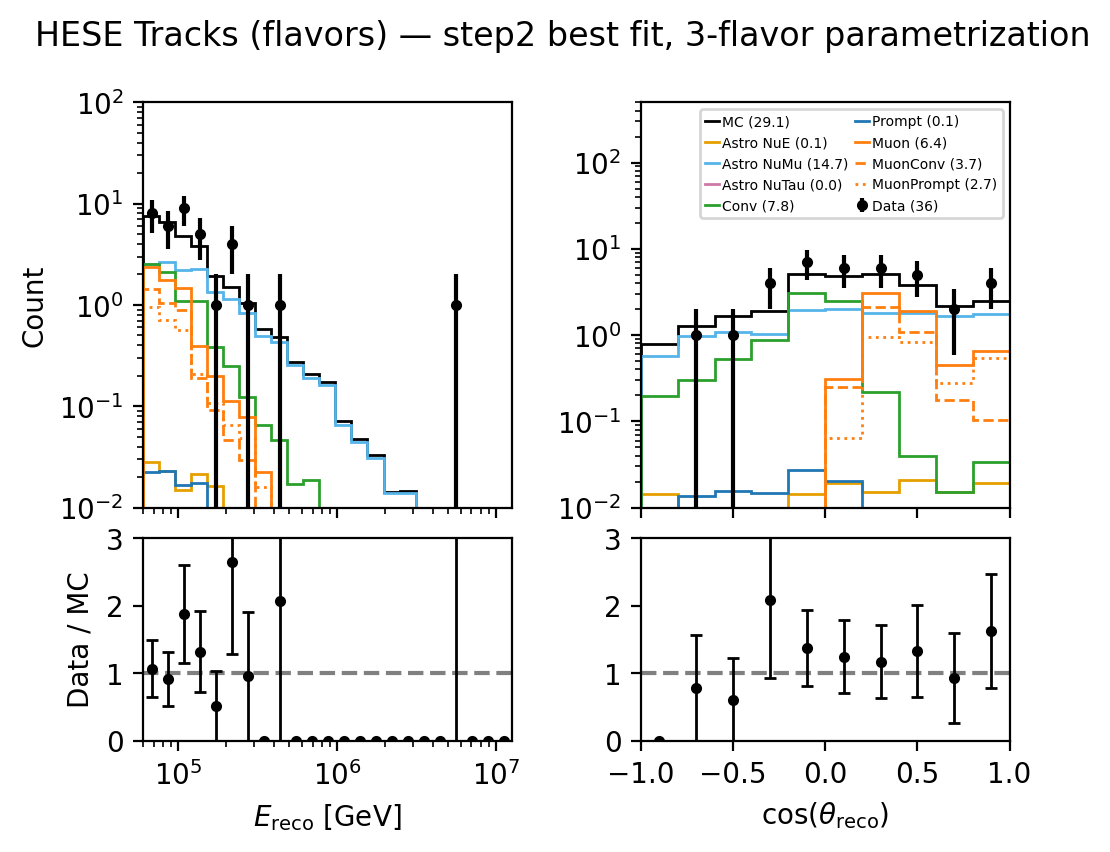 HESE Tracks (flavors) — step2 best fit, 3-flavor parametrization
Count
10²
10¹
10⁰
10⁻¹
10⁻²
10²
10¹
10⁰
10⁻¹
10⁻²
MC (29.1)
Astro NuE (0.1)
Astro NuMu (14.7)
Astro NuTau (0.0)
Conv (7.8)
Prompt (0.1)
Muon (6.4)
MuonConv (3.7)
MuonPrompt (2.7)
Data (36)
Data / MC
3
2
1
0
10⁵ 10⁶ 10⁷
E_reco [GeV]
3
2
1
0
−1.0 −0.5 0.0 0.5 1.0
cos(θ_reco)